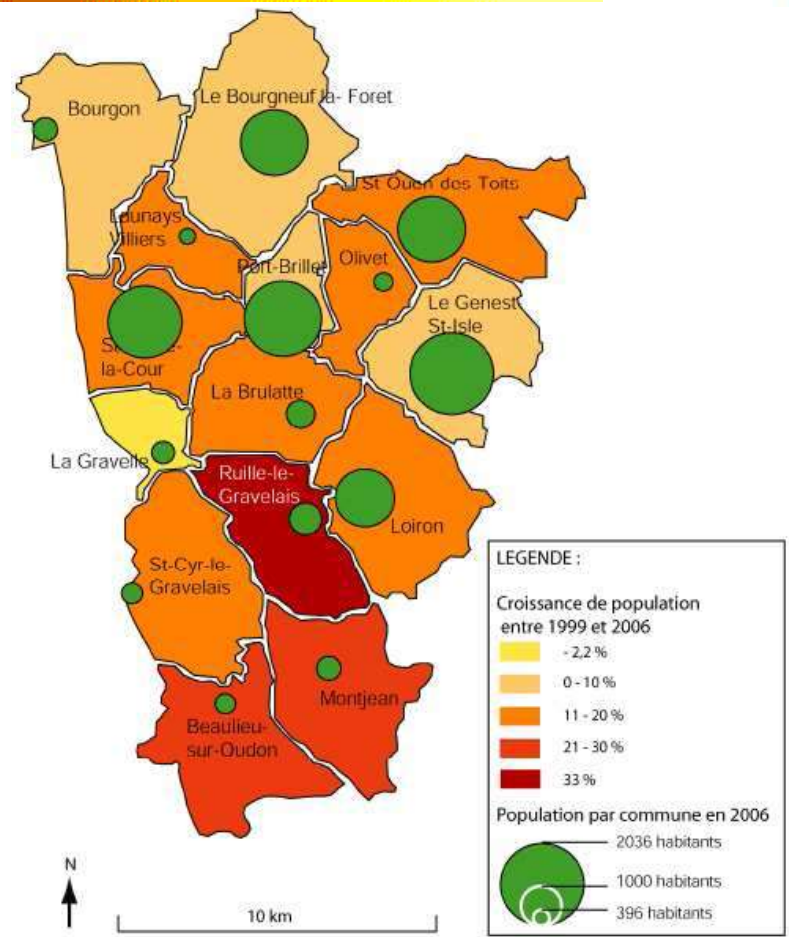 Bourgon
Le Bourgneuf la- Foret
St Ouen des Toits
Launays
Villiers
Port-Brillet
Olivet
Le Genest
St-Isle
la-Cour
La Brulatte
La Gravelle
Ruille-le-
Gravelais
Loiron
St-Cyr-le-
Gravelais
Montjean
Beaulieu-
sur-Oudon
N
10 km
LEGENDE :
Croissance de population
entre 1999 et 2006
- 2,2 %
0 - 10 %
11 - 20 %
21 - 30 %
33 %
Population par commune en 2006
2036 habitants
1000 habitants
396 habitants